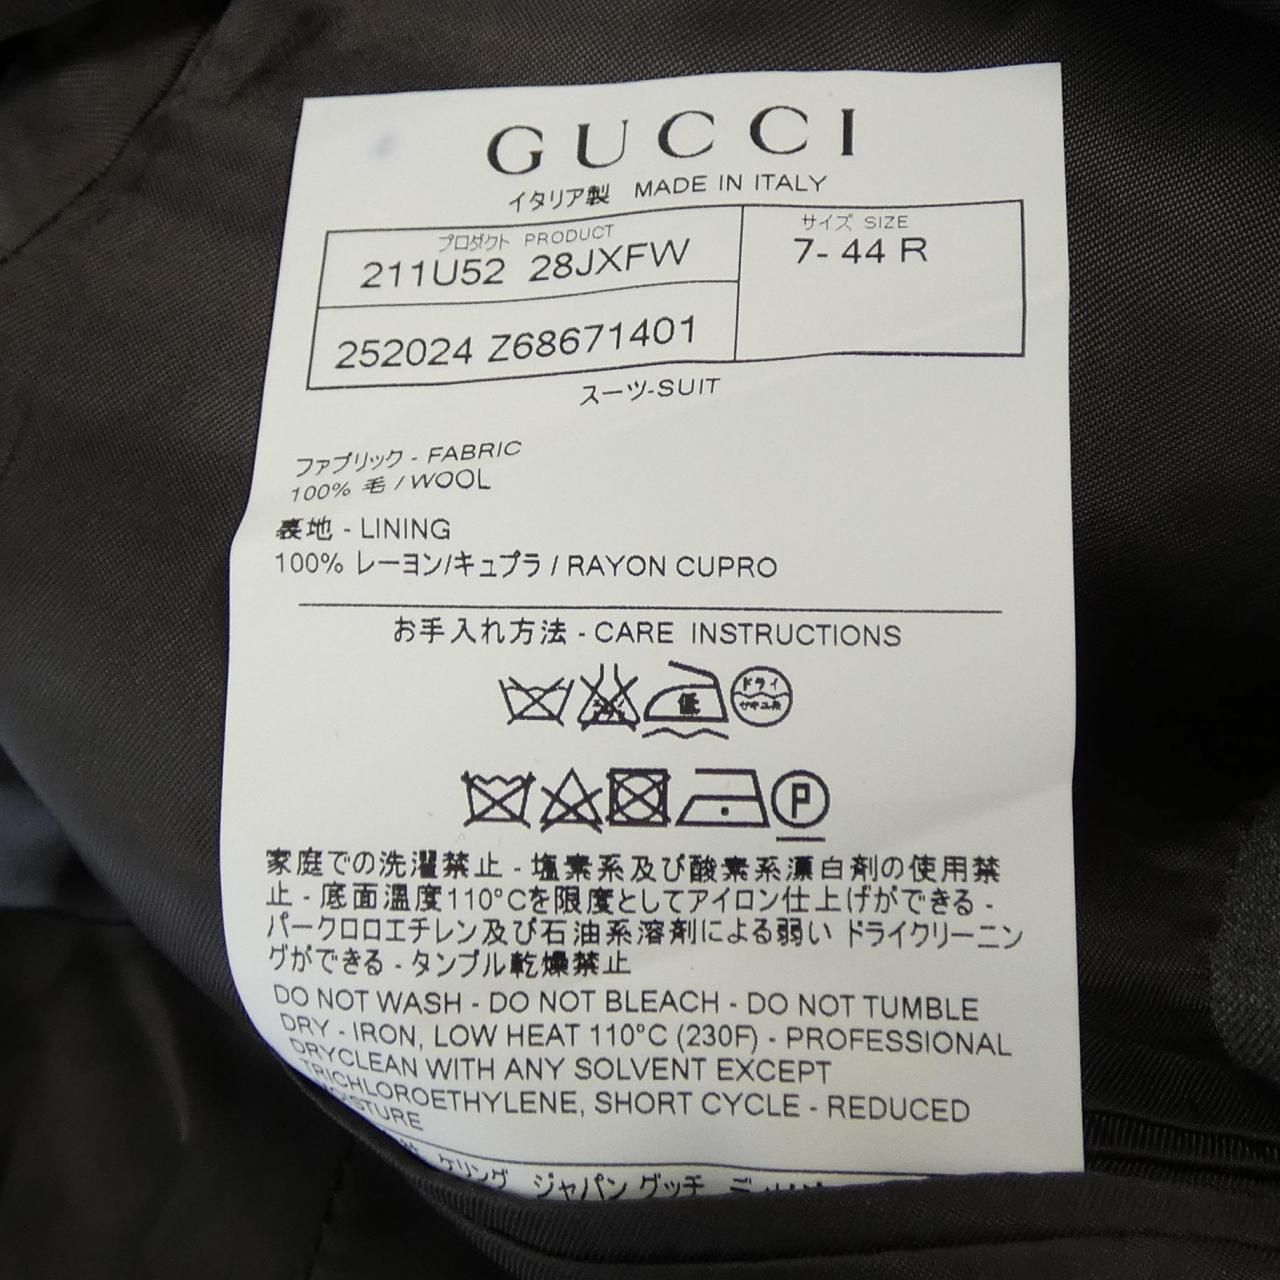 GUCCI
イタリア製 MADE IN ITALY
プロダクト PRODUCT
211U52 28JXFW
サイズ SIZE
7- 44 R
252024 Z68671401
スーツ-SUIT
ファブリック - FABRIC
100% 毛 / WOOL
裏地 - LINING
100% レーヨン/キュプラ / RAYON CUPRO
お手入れ方法 - CARE INSTRUCTIONS
低 ドライ
P
家庭での洗濯禁止 - 塩素系及び酸素系漂白剤の使用禁
止 - 底面温度110°Cを限度としてアイロン仕上げができる -
パークロロエチレン及び石油系溶剤による弱い ドライクリーニン
グができる - タンブル乾燥禁止
DO NOT WASH - DO NOT BLEACH - DO NOT TUMBLE
DRY - IRON, LOW HEAT 110°C (230F) - PROFESSIONAL
DRYCLEAN WITH ANY SOLVENT EXCEPT
TRICHLOROETHYLENE, SHORT CYCLE - REDUCED
MOISTURE
ケリング ジャパン グッチ